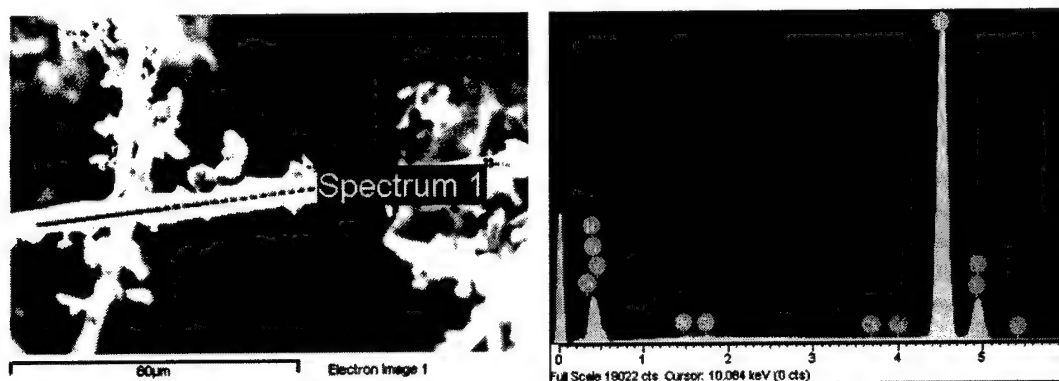 Spectrum 1
60µm
Electron Image 1
0 1 2 3 4 5
Full Scale 19022 cts Cursor: 10.084 keV (0 cts)